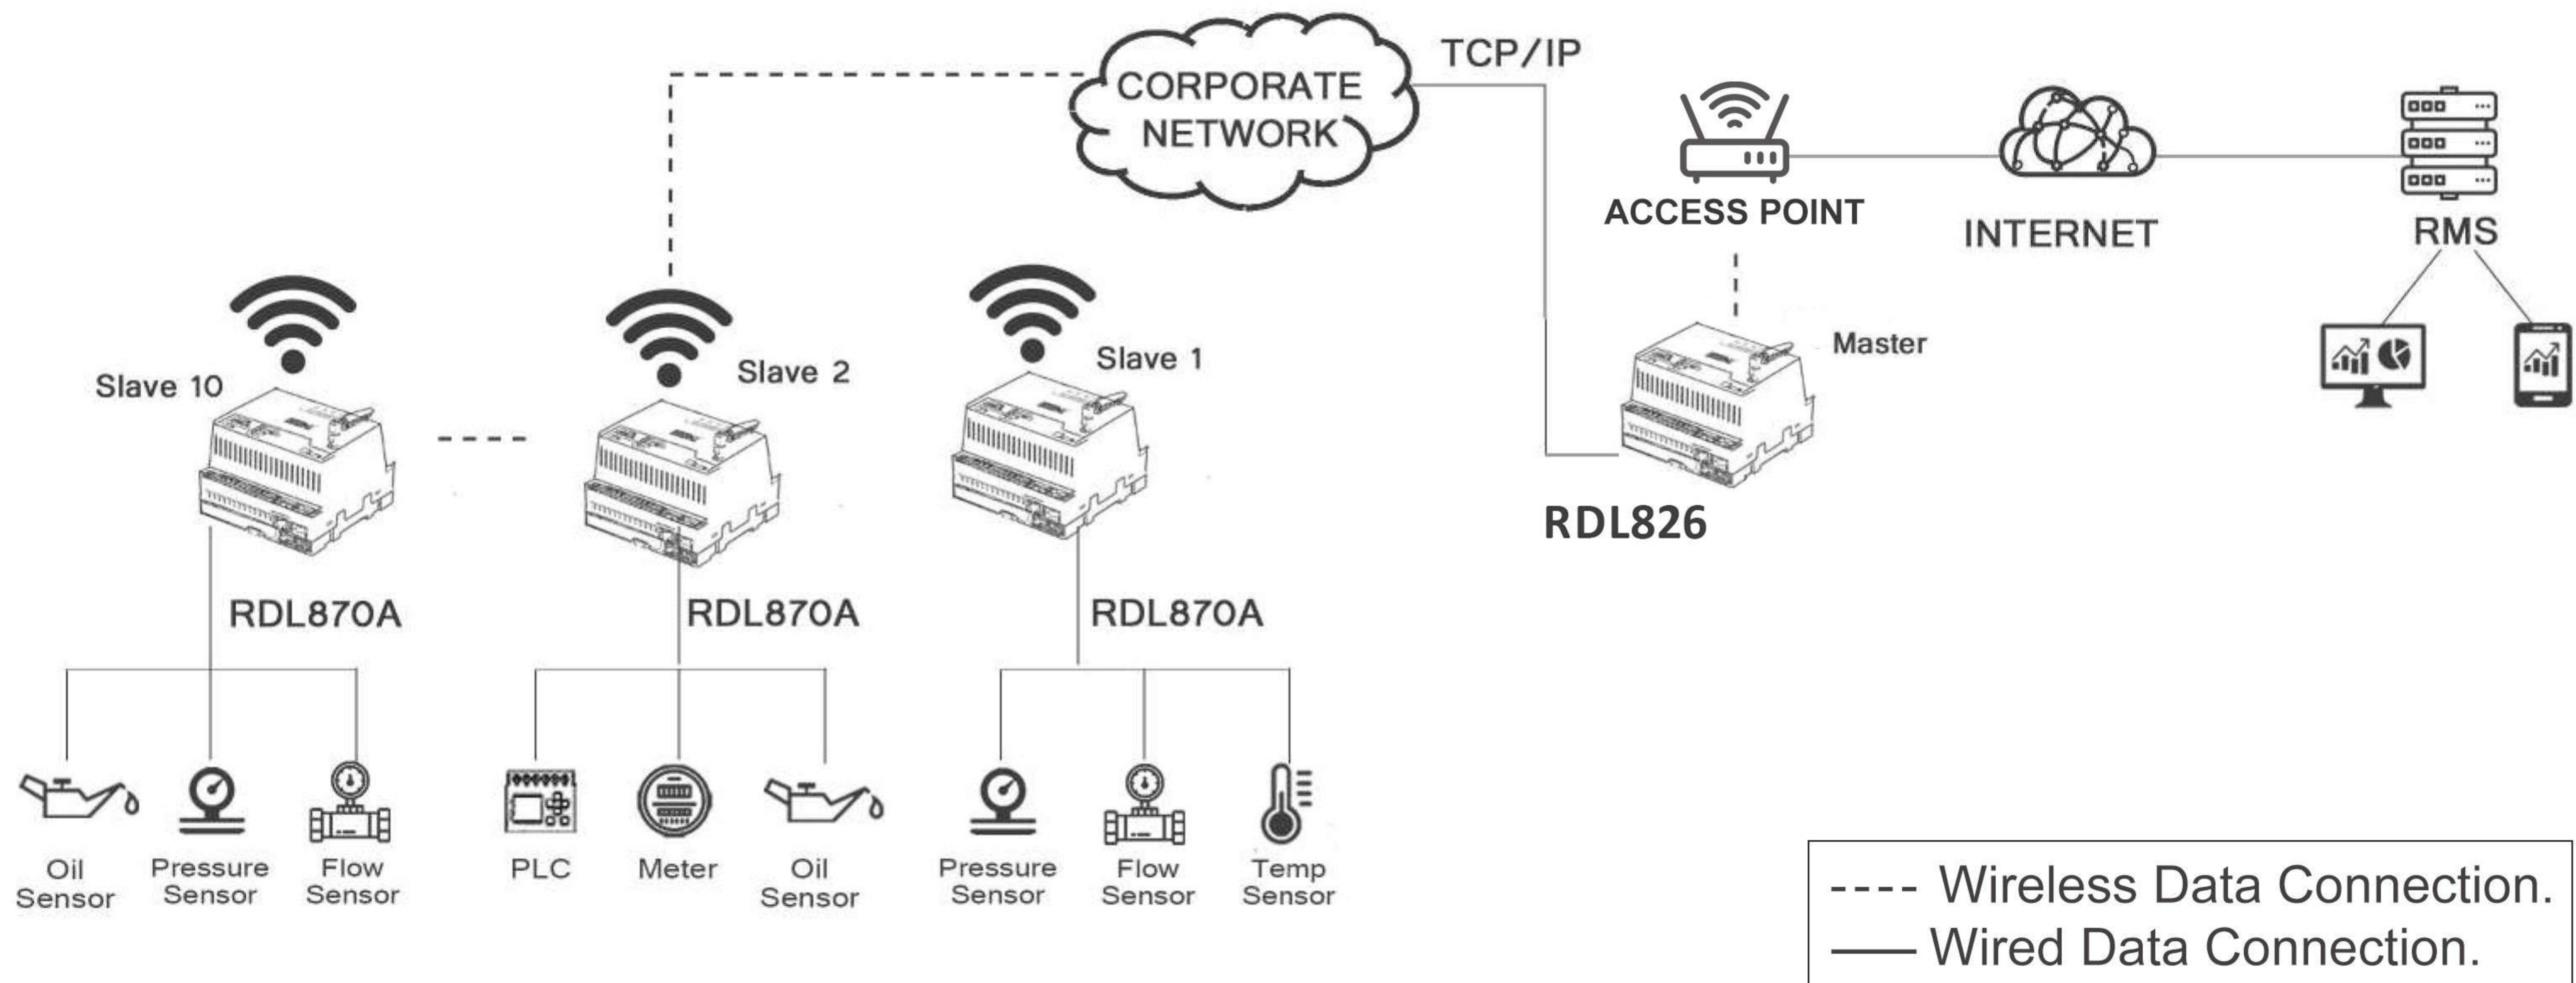 CORPORATE
NETWORK
TCP/IP
ACCESS POINT
INTERNET
RMS
Slave 10
Slave 2
Slave 1
Master
RDL826
RDL870A
RDL870A
RDL870A
Oil
Sensor
Pressure
Sensor
Flow
Sensor
PLC
Meter
Oil
Sensor
Pressure
Sensor
Flow
Sensor
Temp
Sensor
---- Wireless Data Connection.
—— Wired Data Connection.